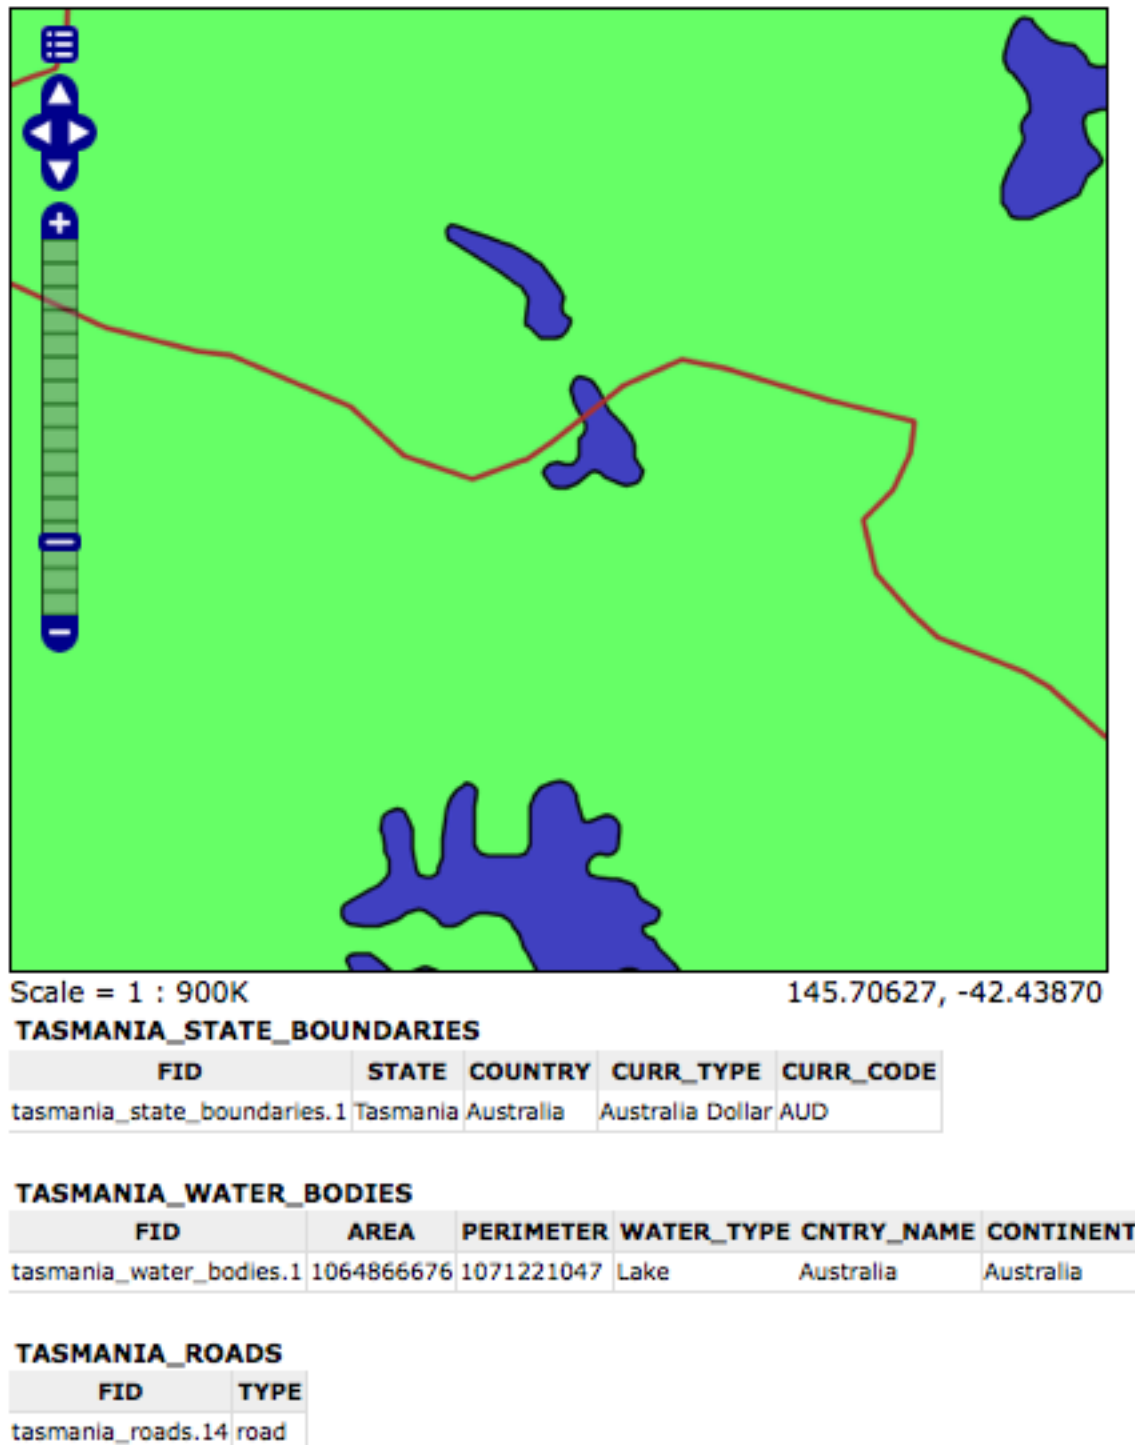 Scale = 1 : 900K 145.70627, -42.43870
TASMANIA_STATE_BOUNDARIES
FID STATE COUNTRY CURR_TYPE CURR_CODE
tasmania_state_boundaries.1 Tasmania Australia Australia Dollar AUD
TASMANIA_WATER_BODIES
FID AREA PERIMETER WATER_TYPE CNTRY_NAME CONTINENT
tasmania_water_bodies.1 1064866676 1071221047 Lake Australia Australia
TASMANIA_ROADS
FID TYPE
tasmania_roads.14 road